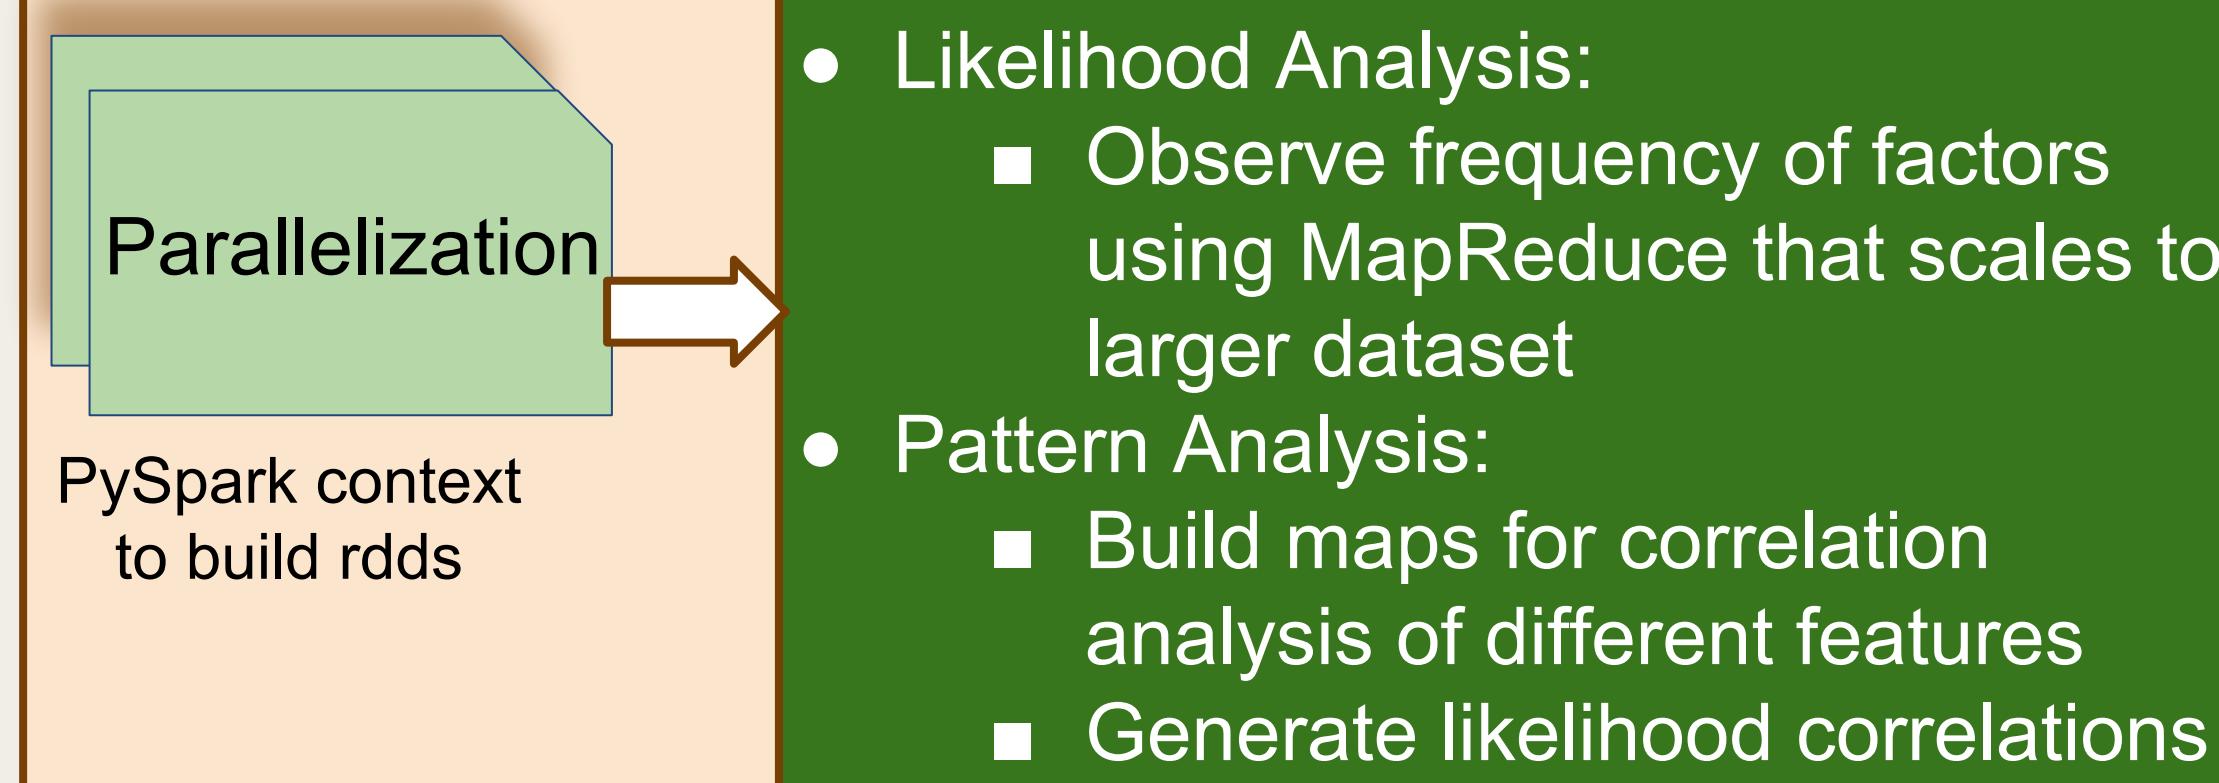 Parallelization
PySpark context
to build rdds
● Likelihood Analysis:
■ Observe frequency of factors
using MapReduce that scales to
larger dataset
● Pattern Analysis:
■ Build maps for correlation
analysis of different features
■ Generate likelihood correlations